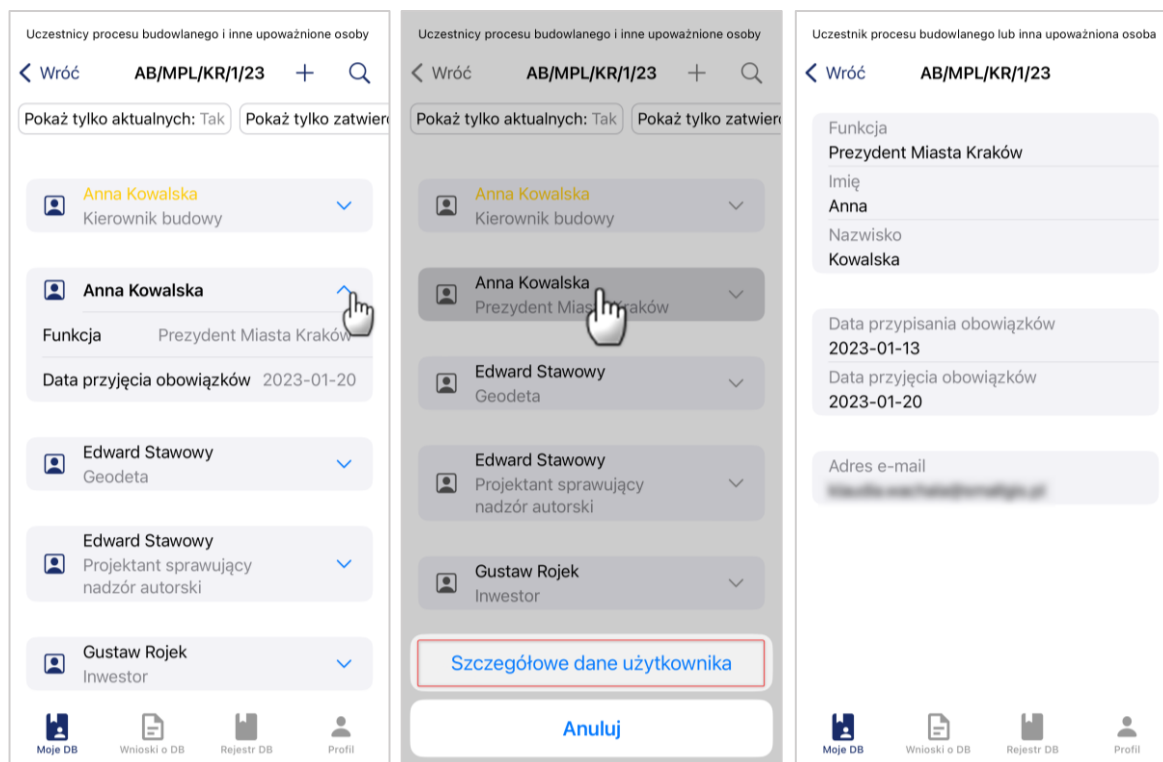 Uczestnicy procesu budowlanego i inne upoważnione osoby
Wróć AB/MPL/KR/1/23
Pokaż tylko aktualnych: Tak Pokaż tylko zatwier
Anna Kowalska
Kierownik budowy
Anna Kowalska
Funkcja Prezydent Miasta Kraków
Data przyjęcia obowiązków 2023-01-20
Edward Stawowy
Geodeta
Edward Stawowy
Projektant sprawujący
nadzór autorski
Gustaw Rojek
Inwestor
Moje DB Wnioski o DB Rejestr DB Profil
Uczestnicy procesu budowlanego i inne upoważnione osoby
Wróć AB/MPL/KR/1/23
Pokaż tylko aktualnych: Tak Pokaż tylko zatwier
Anna Kowalska
Kierownik budowy
Anna Kowalska
Prezydent Miasta Kraków
Edward Stawowy
Geodeta
Edward Stawowy
Projektant sprawujący
nadzór autorski
Gustaw Rojek
Inwestor
Szczegółowe dane użytkownika
Anuluj
Uczestnik procesu budowlanego lub inna upoważniona osoba
Wróć AB/MPL/KR/1/23
Funkcja
Prezydent Miasta Kraków
Imię
Anna
Nazwisko
Kowalska
Data przypisania obowiązków
2023-01-13
Data przyjęcia obowiązków
2023-01-20
Adres e-mail
Moje DB Wnioski o DB Rejestr DB Profil